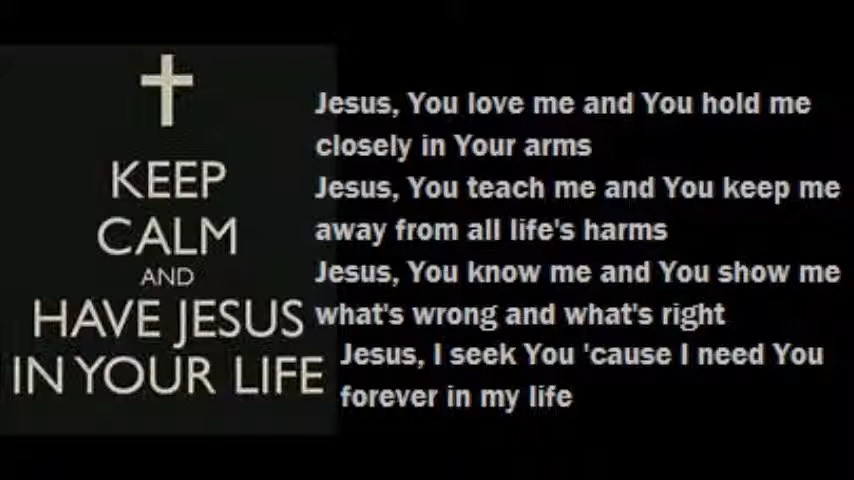 KEEP
CALM
AND
HAVE JESUS
IN YOUR LIFE
Jesus, You love me and You hold me
closely in Your arms
Jesus, You teach me and You keep me
away from all life's harms
Jesus, You know me and You show me
what's wrong and what's right
Jesus, I seek You 'cause I need You
forever in my life